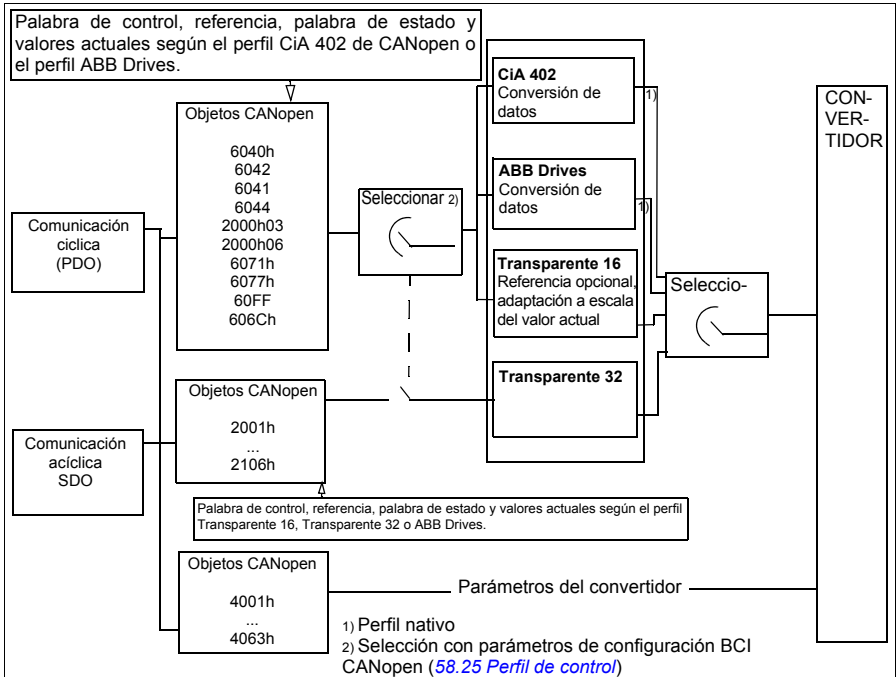 Palabra de control, referencia, palabra de estado y
valores actuales según el perfil CiA 402 de CANopen o
el perfil ABB Drives.
Objetos CANopen
6040h
6042
6041
6044
2000h03
2000h06
6071h
6077h
60FF
606Ch
Comunicación
ciclica
(PDO)
Comunicación
acíclica
SDO
Objetos CANopen
2001h
...
2106h
Palabra de control, referencia, palabra de estado y valores actuales según el perfil
Transparente 16, Transparente 32 o ABB Drives.
Objetos CANopen
4001h
...
4063h
Seleccionar 2)
CiA 402
Conversión de
datos
1)
ABB Drives
Conversión de
datos
1)
Transparente 16
Referencia opcional,
adaptación a escala
del valor actual
Transparente 32
Seleccio-
CON-
VER-
TIDOR
Parámetros del convertidor
1) Perfil nativo
2) Selección con parámetros de configuración BCI
CANopen (58.25 Perfil de control)